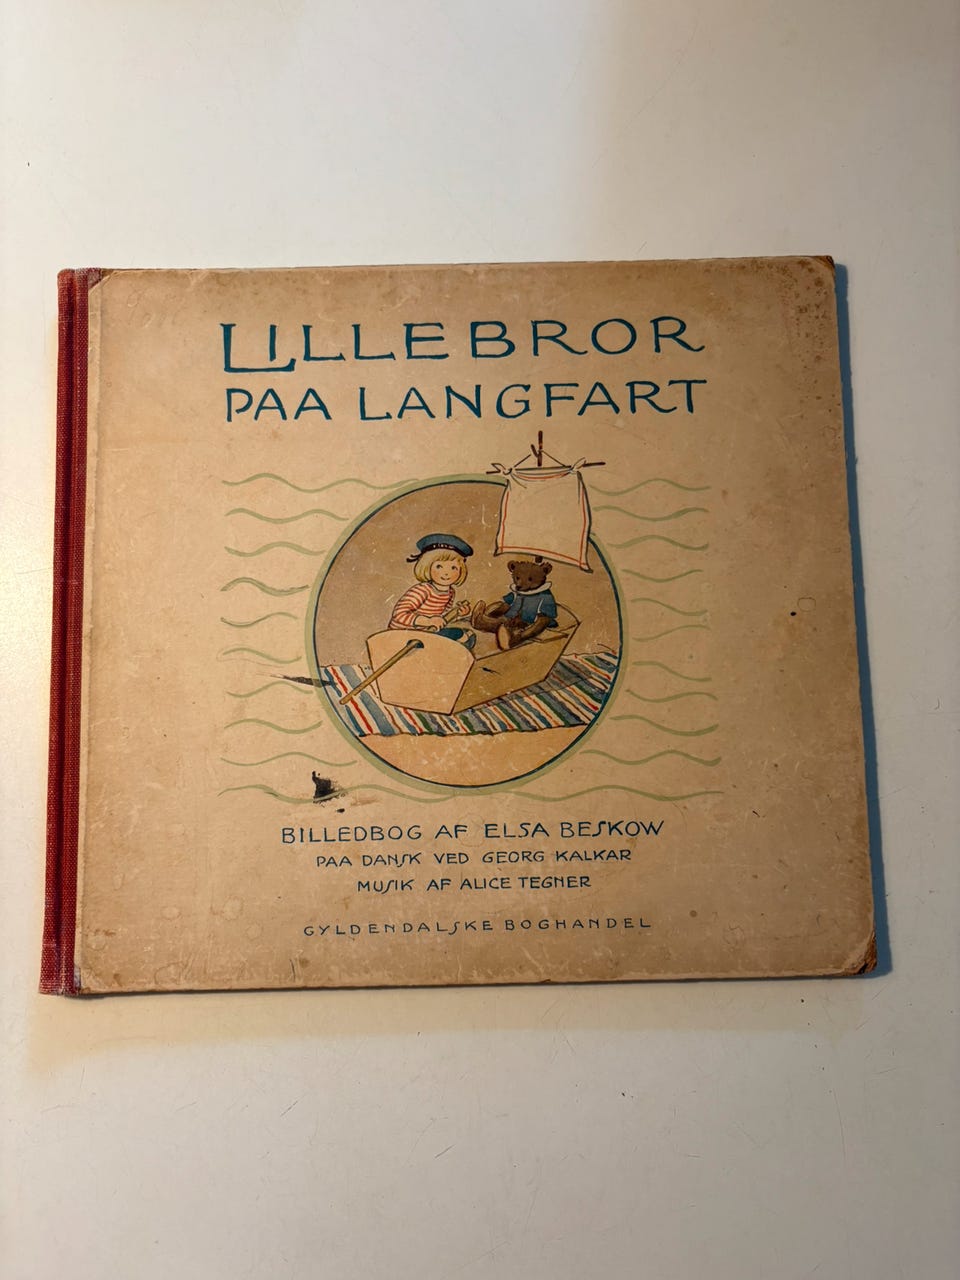 LILLEBROR
PAA LANGFART
BILLEDBOG AF ELSA BESKOW
PAA DANSK VED GEORG KALKAR
MUSIK AF ALICE TEGNER
GYLDENDALSKE BOGHANDEL